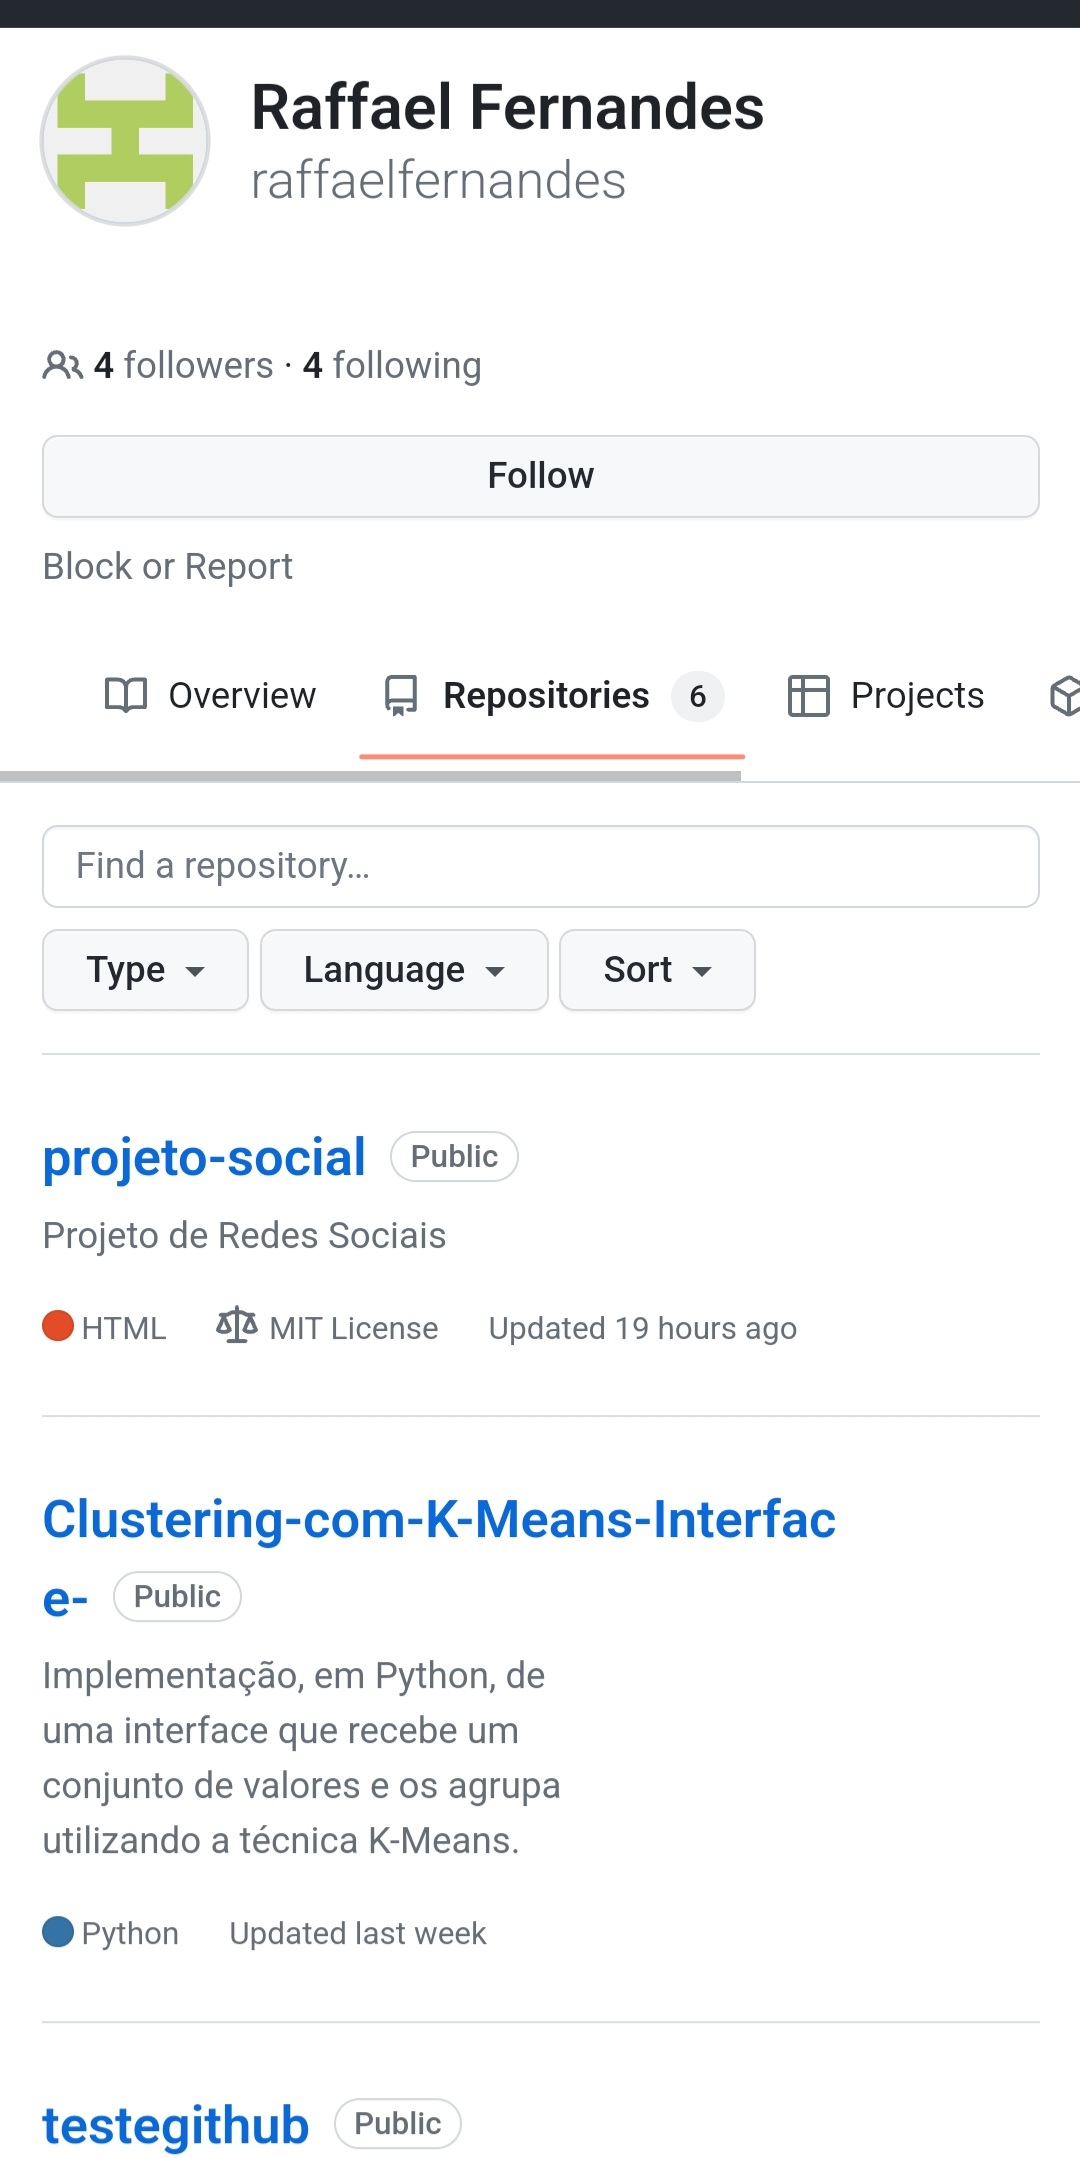 Raffael Fernandes
raffaelfernandes
4 followers · 4 following
Follow
Block or Report
Overview Repositories 6 Projects
Find a repository…
Type Language Sort
projeto-social Public
Projeto de Redes Sociais
HTML MIT License Updated 19 hours ago
Clustering-com-K-Means-Interfac
e- Public
Implementação, em Python, de
uma interface que recebe um
conjunto de valores e os agrupa
utilizando a técnica K-Means.
Python Updated last week
testegithub Public